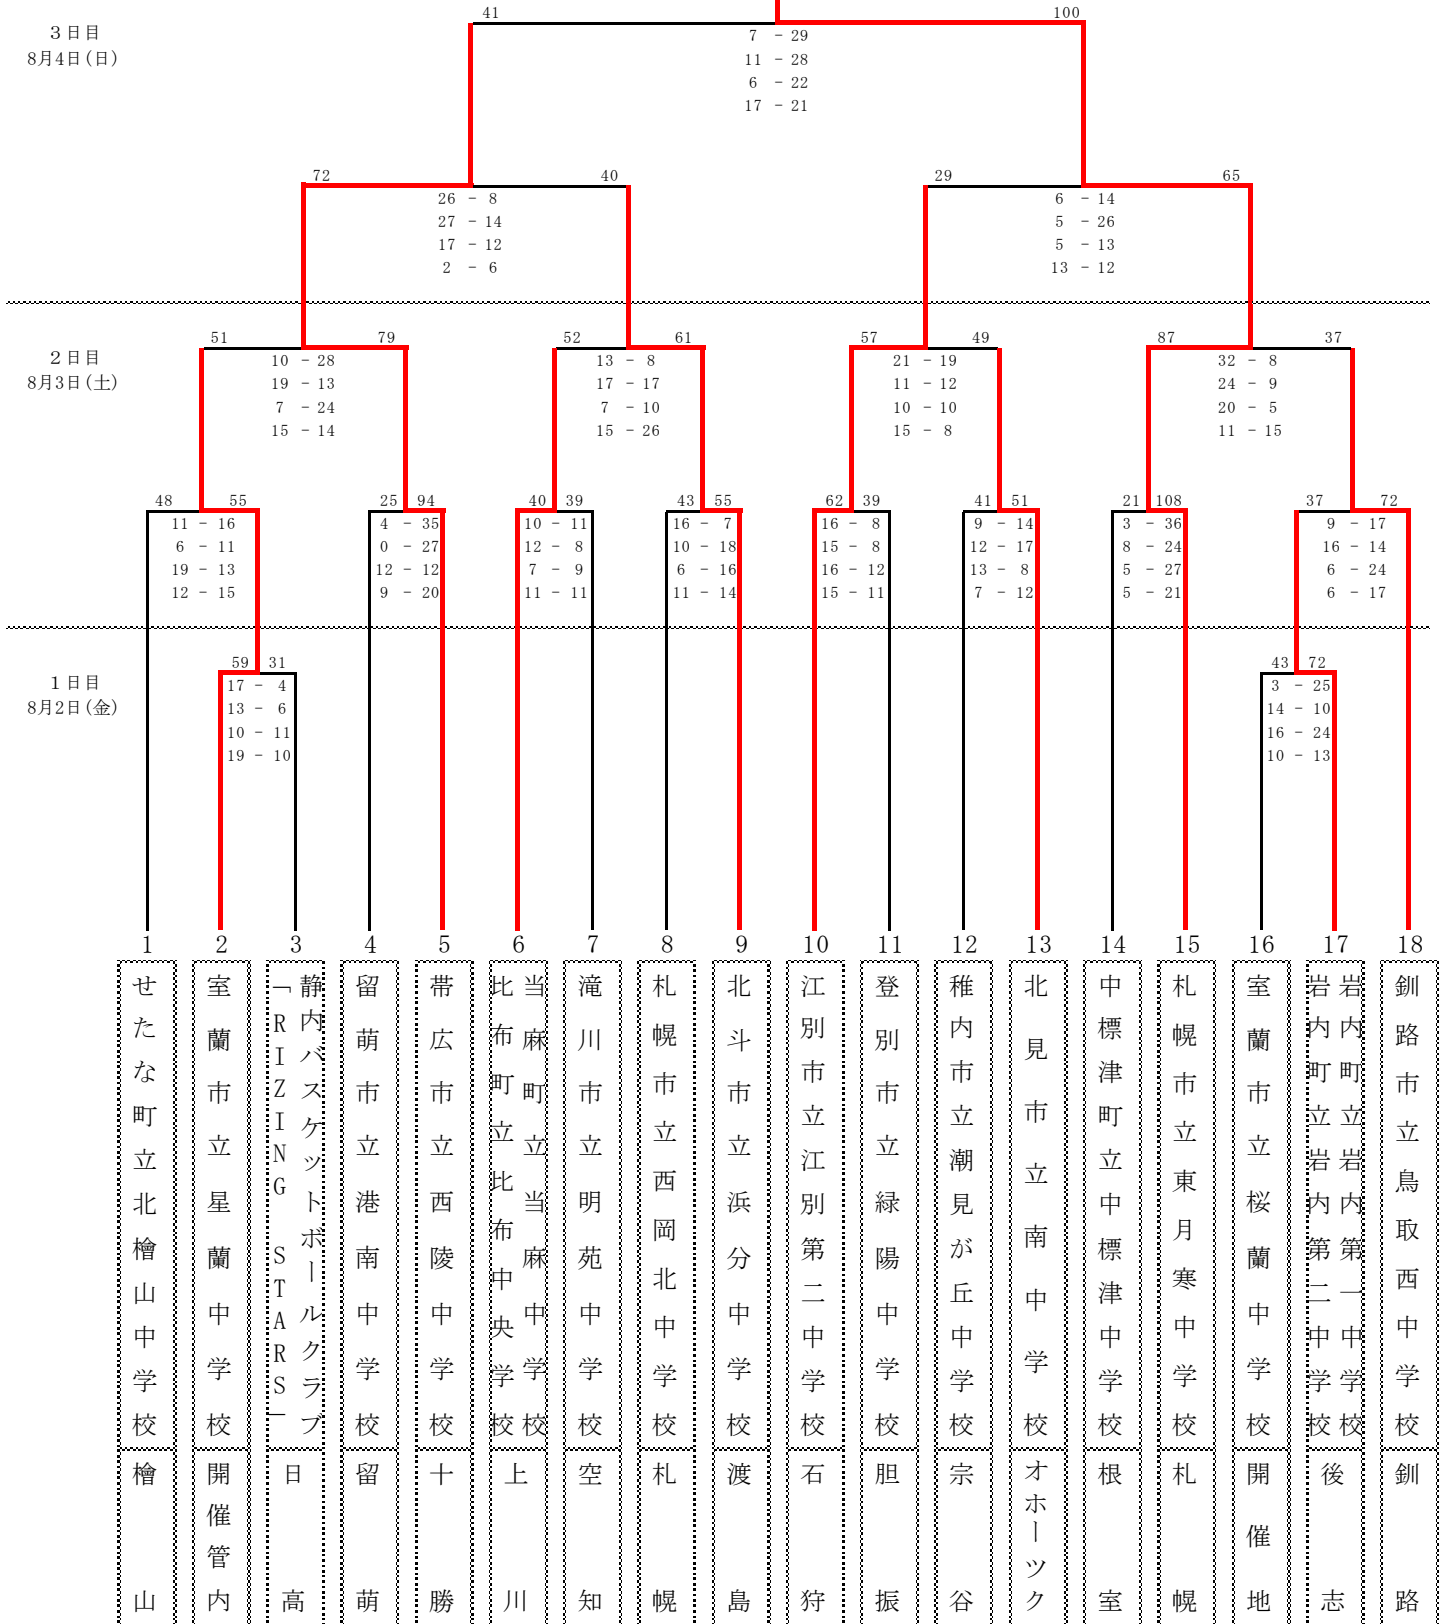 41 100
3日目
8月4日(日)
7 - 29
11 - 28
6 - 22
17 - 21
72 40 29 65
26 - 8 6 - 14
27 - 14 5 - 26
17 - 12 5 - 13
2 - 6 13 - 12
51 79 52 61 57 49 87 37
2日目
8月3日(土)
10 - 28 13 - 8 21 - 19 32 - 8
19 - 13 17 - 17 11 - 12 24 - 9
7 - 24 7 - 10 10 - 10 20 - 5
15 - 14 15 - 26 15 - 8 11 - 15
48 55 25 94 40 39 43 55 62 39 41 51 21 108 37 72
11 - 16 4 - 35 10 - 11 16 - 7 16 - 8 9 - 14 3 - 36 9 - 17
6 - 11 0 - 27 12 - 8 10 - 18 15 - 8 12 - 17 8 - 24 16 - 14
19 - 13 12 - 12 7 - 9 6 - 16 16 - 12 13 - 8 5 - 27 6 - 24
12 - 15 9 - 20 11 - 11 11 - 14 15 - 11 7 - 12 5 - 21 6 - 17
59 31 43 72
1日目
8月2日(金)
17 - 4 3 - 25
13 - 6 14 - 10
10 - 11 16 - 24
19 - 10 10 - 13
1 2 3 4 5 6 7 8 9 10 11 12 13 14 15 16 17 18
せたな町立北檜山中学校
檜山
室蘭市立星蘭中学校
開催管内
静内バスケットボールクラブ
「RIZING STARS」
日高
留萌市立港南中学校
留萌
帯広市立西陵中学校
十勝
当麻町立当麻中学校
比布町立比布中央学校
上川
滝川市立明苑中学校
空知
札幌市立西岡北中学校
札幌
北斗市立浜分中学校
渡島
江別市立江別第二中学校
石狩
登別市立緑陽中学校
胆振
稚内市立潮見が丘中学校
宗谷
北見市立南中学校
オホーツク
中標津町立中標津中学校
根室
札幌市立東月寒中学校
札幌
室蘭市立桜蘭中学校
開催地
岩内町立岩内第一中学校
岩内町立岩内第二中学校
後志
釧路市立鳥取西中学校
釧路